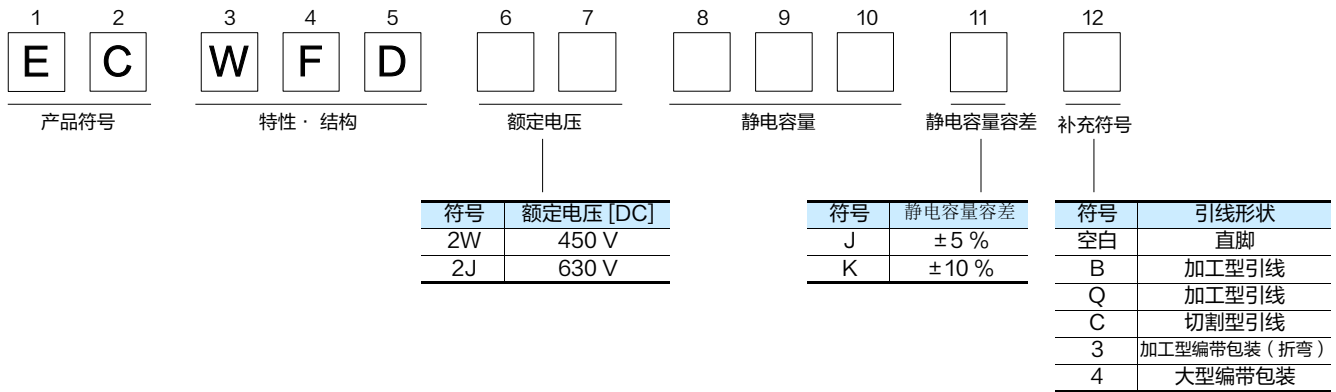 1 2 3 4 5 6 7 8 9 10 11 12
E C W F D
产品符号 特性· 结构 额定电压 静电容量 静电容量容差 补充符号
符号 额定电压 [DC]
2W 450 V
2J 630 V
符号 静电容量容差
J ±5 %
K ±10 %
符号 引线形状
空白 直脚
B 加工型引线
Q 加工型引线
C 切割型引线
3 加工型编带包装（折弯）
4 大型编带包装